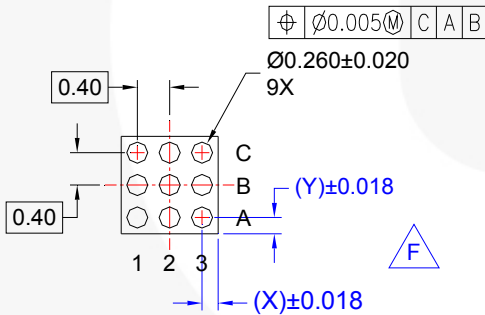 ⌖ Ø0.005Ⓜ C A B
Ø0.260±0.020
9X
0.40
C
B
(Y)±0.018
0.40
A
F
1 2 3
(X)±0.018